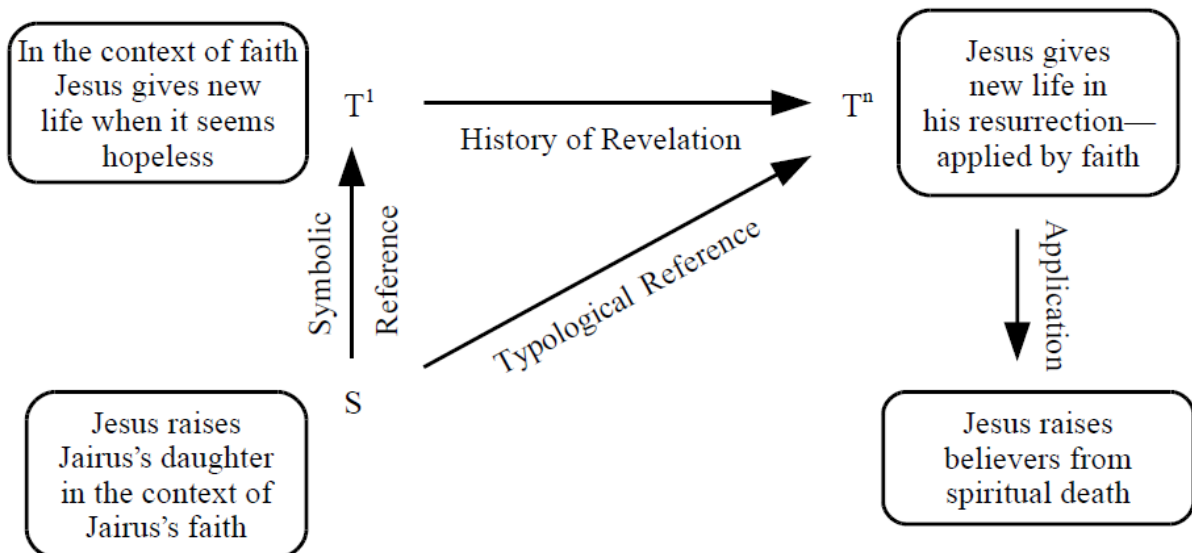 In the context of faith
Jesus gives new
life when it seems
hopeless
T¹
History of Revelation
Tⁿ
Jesus gives
new life in
his resurrection—
applied by faith
Symbolic
Reference
Typological Reference
Application
S
Jesus raises
Jairus’s daughter
in the context of
Jairus’s faith
Jesus raises
believers from
spiritual death